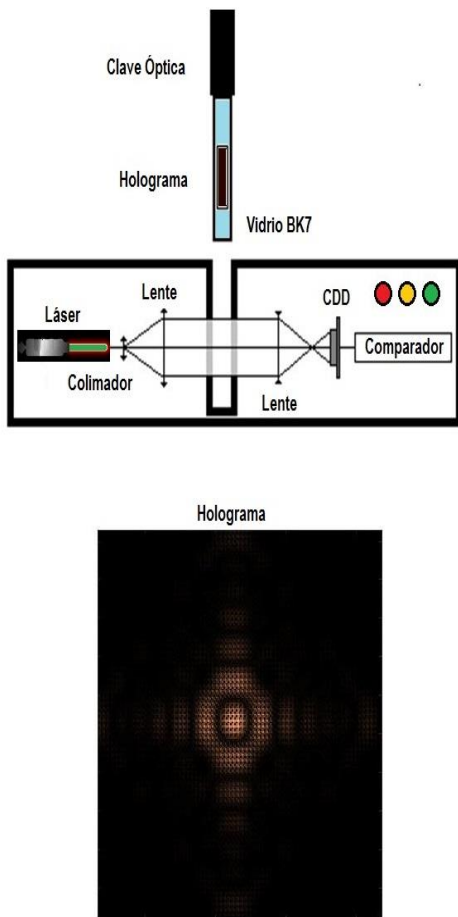 Clave Óptica
Holograma
Vidrio BK7
Láser
Lente
CDD
Colimador
Comparador
Lente
Holograma